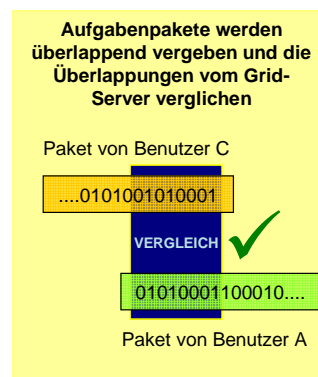 Aufgabenpakete werden
überlappend vergeben und die
Überlappungen vom Grid-
Server verglichen
Paket von Benutzer C
....0101001010001
VERGLEICH
01010001100010....
Paket von Benutzer A